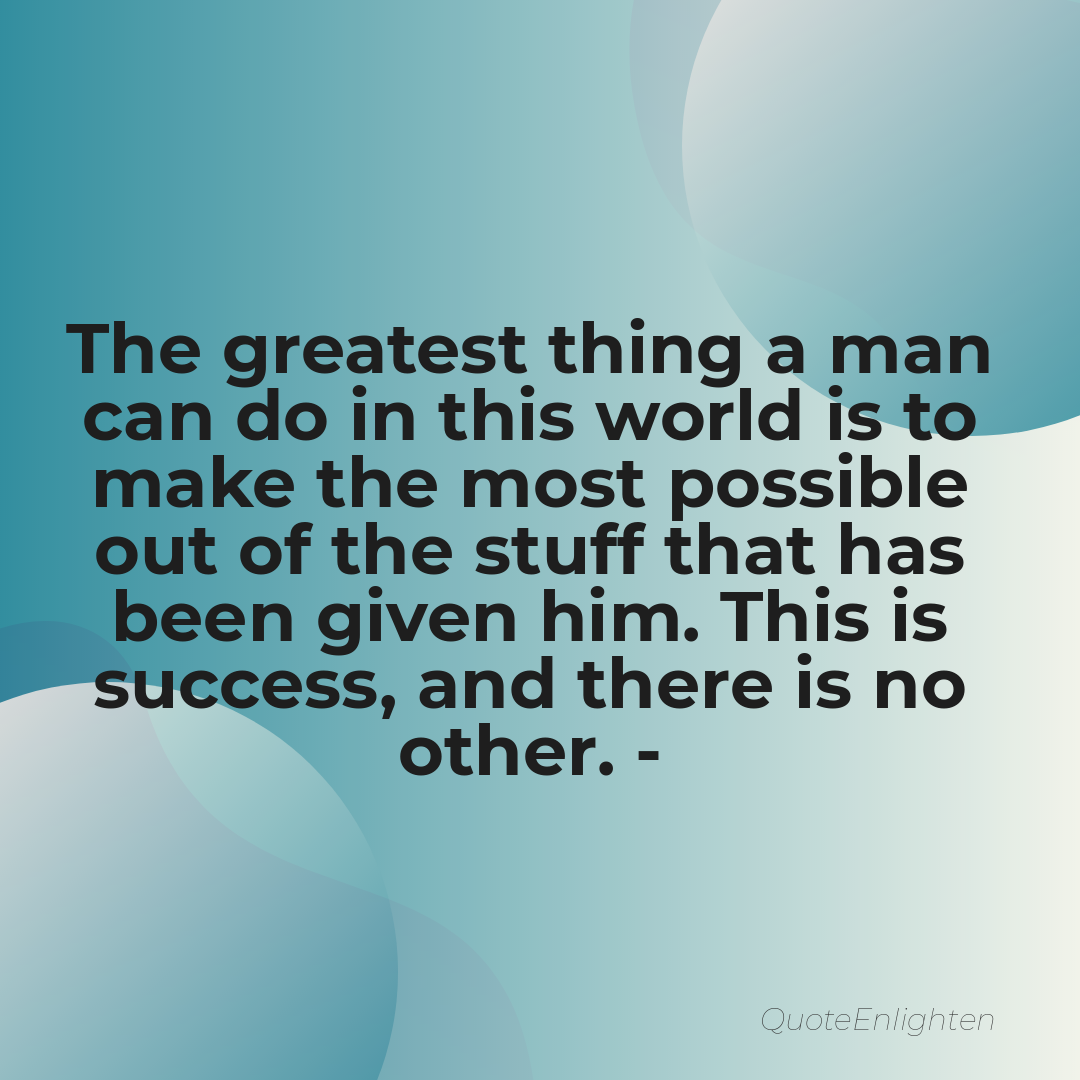 The greatest thing a man
can do in this world is to
make the most possible
out of the stuff that has
been given him. This is
success, and there is no
other. -
QuoteEnlighten